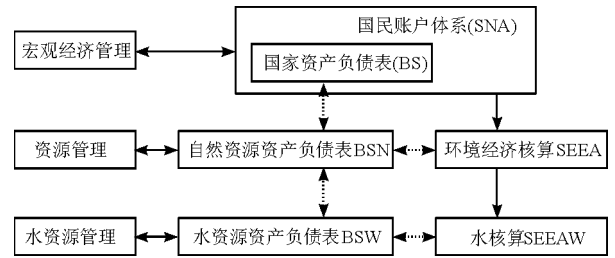 国民账户体系(SNA)
宏观经济管理
国家资产负债表(BS)
资源管理
自然资源资产负债表BSN
环境经济核算SEEA
水资源管理
水资源资产负债表BSW
水核算SEEAW